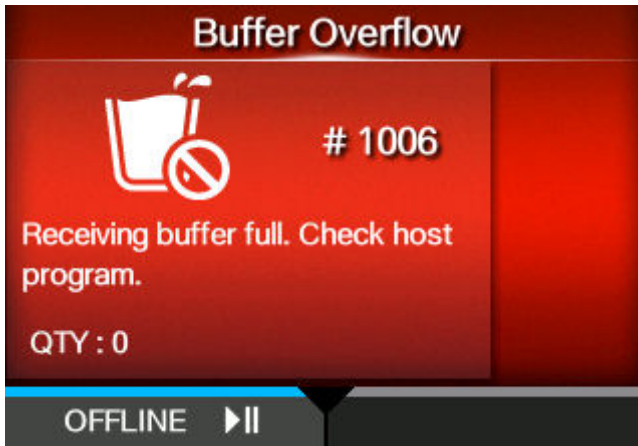 Buffer Overflow
# 1006
Receiving buffer full. Check host
program.
QTY : 0
OFFLINE